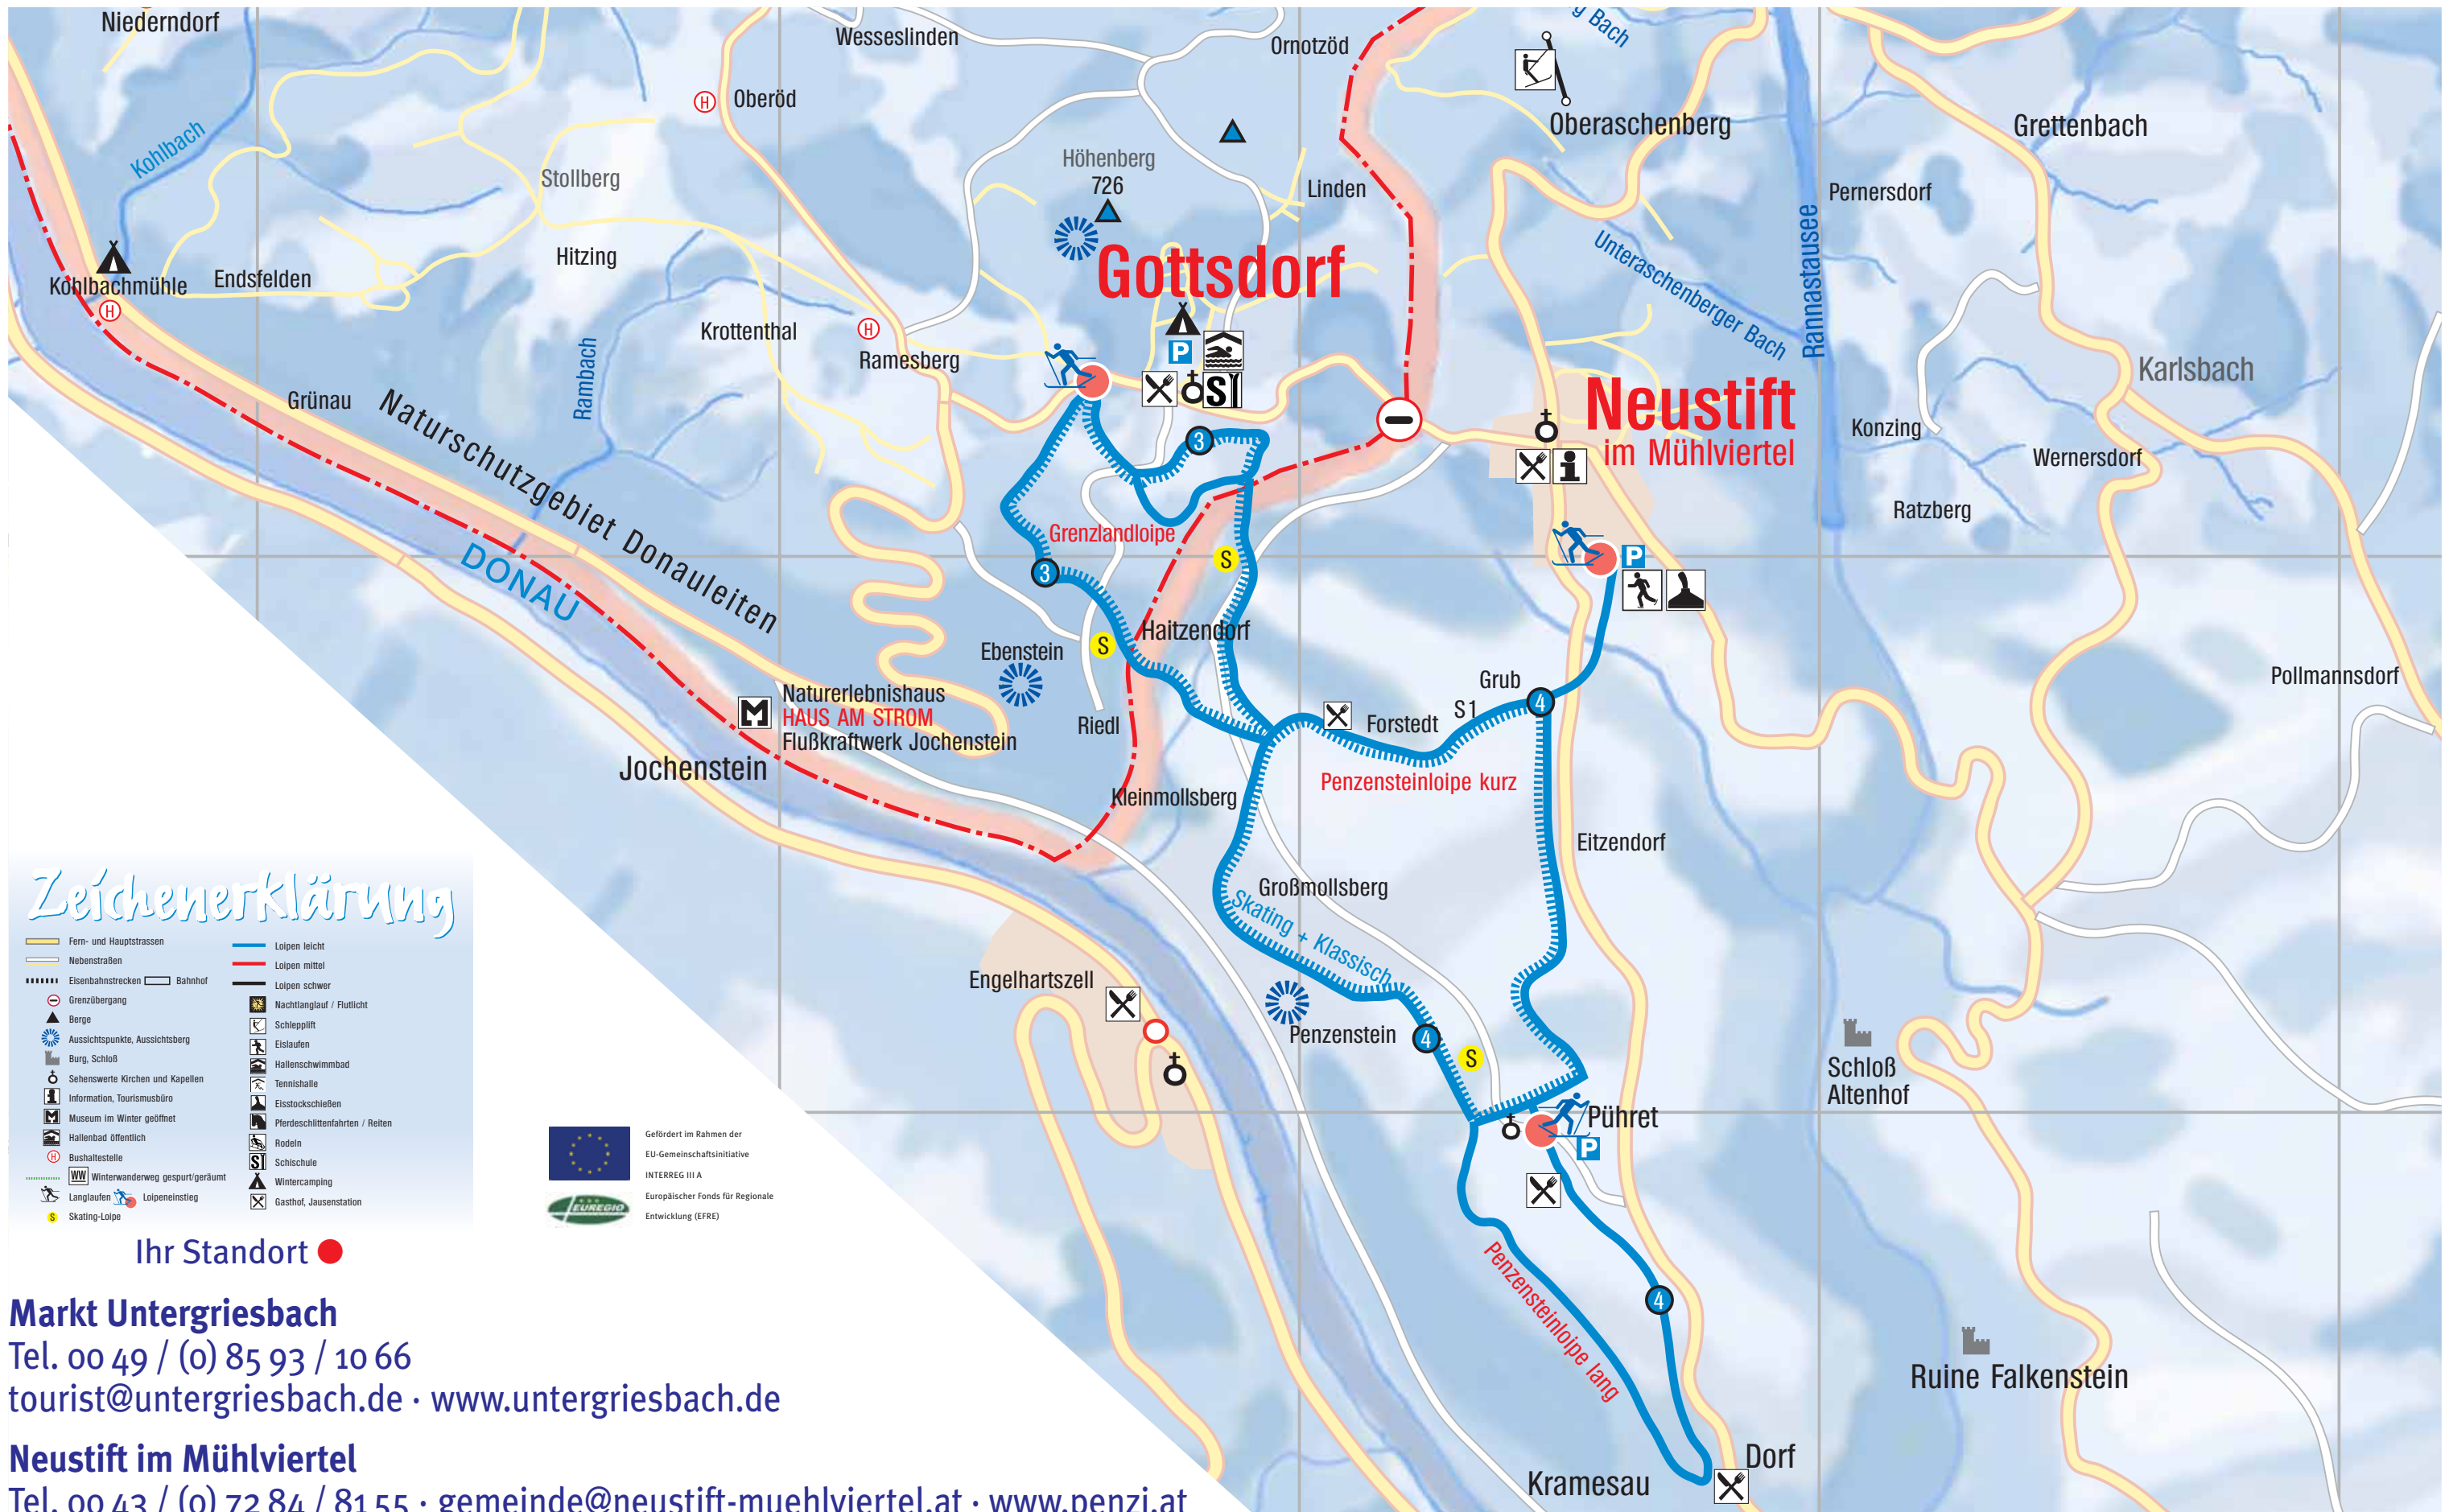 Niederndorf
Wesseslinden
Ornotzöd
g Bach
Oberöd
H
Kohlbach
Oberaschenberg
Grettenbach
Höhenberg
726
Stollberg
Linden
Pernersdorf
Hitzing
Gottsdorf
Unteraschenberger Bach
Rannastausee
Kohlbachmühle
H
Endsfelden
Krottenthal
H
Ramesberg
P
Rambach
Karlsbach
Grünau
Naturschutzgebiet Donauleiten
S
Neustift
im Mühlviertel
Konzing
Wernersdorf
3
Ratzberg
Grenzlandloipe
DONAU
3
S
P
S
Haitzendorf
Ebenstein
Grub
S1
4
Pollmannsdorf
Naturerlebnishaus
HAUS AM STROM
Flußkraftwerk Jochenstein
M
Riedl
Forstedt
Jochenstein
Penzensteinloipe kurz
Kleinmollsberg
Eitzendorf
Großmollsberg
Skating + Klassisch
Engelhartszell
Penzenstein
4
S
Schloß
Altenhof
Pühret
P
Penzensteinloipe lang
4
Ruine Falkenstein
Dorf
Kramesau
Zeichenerklärung
Fern- und Hauptstrassen
Nebenstraßen
Eisenbahnstrecken Bahnhof
Grenzübergang
Berge
Aussichtspunkte, Aussichtsberg
Burg, Schloß
Sehenswerte Kirchen und Kapellen
Information, Tourismusbüro
M Museum im Winter geöffnet
Hallenbad öffentlich
H Bushaltestelle
WW Winterwanderweg gespurt/geräumt
Langlaufen Loipeneinstieg
S Skating-Loipe
Loipen leicht
Loipen mittel
Loipen schwer
Nachtlanglauf / Flutlicht
Schlepplift
Eislaufen
Hallenschwimmbad
Tennishalle
Eisstockschießen
Pferdeschlittenfahrten / Reiten
Rodeln
S Schischule
Wintercamping
Gasthof, Jausenstation
Gefördert im Rahmen der
EU-Gemeinschaftsinitiative
INTERREG III A
EUREGIO
Europäischer Fonds für Regionale
Entwicklung (EFRE)
Ihr Standort
Markt Untergriesbach
Tel. 00 49 / (0) 85 93 / 10 66
tourist@untergriesbach.de · www.untergriesbach.de
Neustift im Mühlviertel
Tel. 00 43 / (0) 72 84 / 81 55 · gemeinde@neustift-muehlviertel.at · www.penzi.at